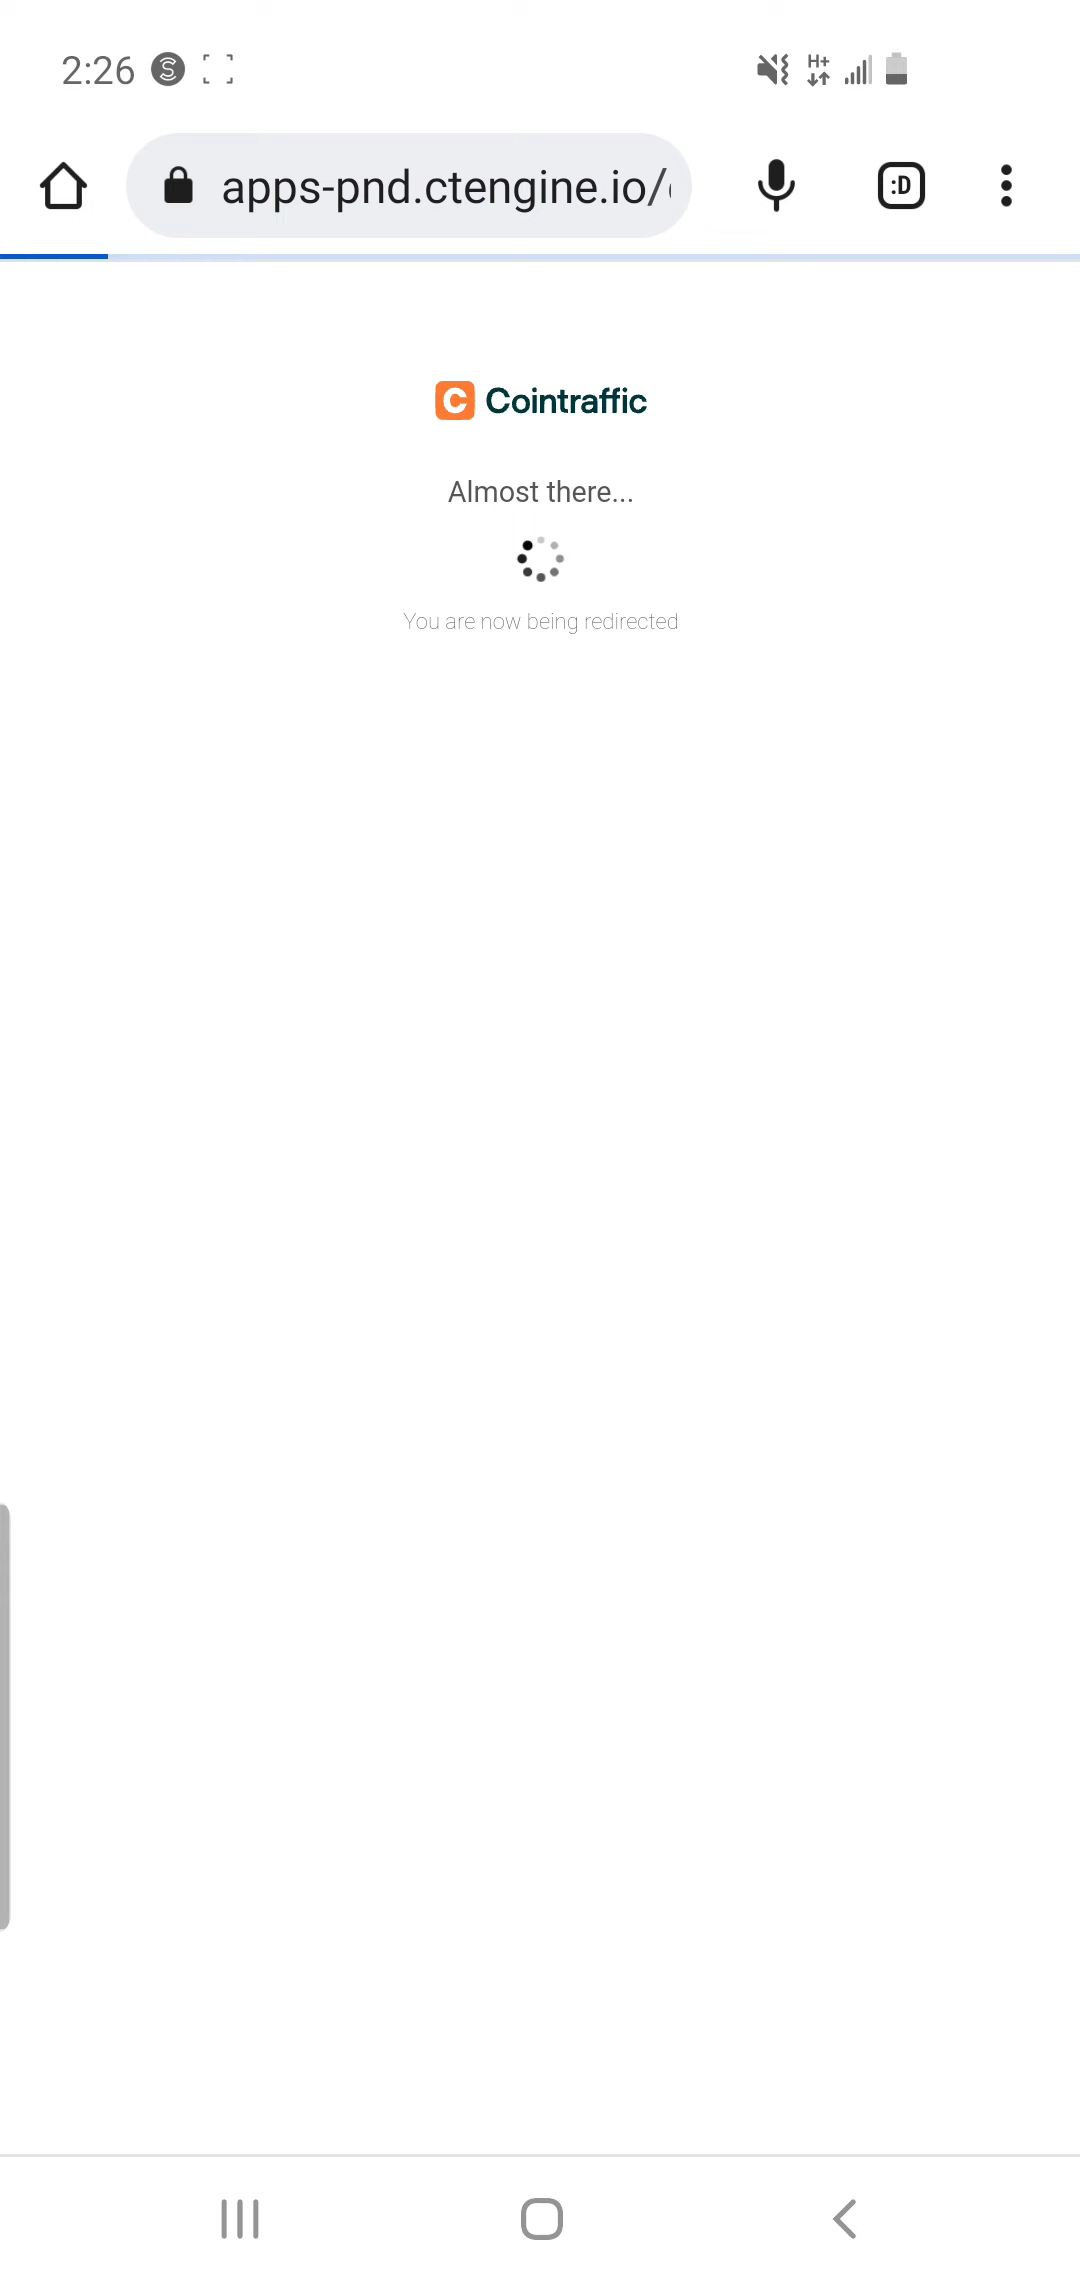 2:26
H+
apps-pnd.ctengine.io/
:D
C Cointraffic
Almost there...
You are now being redirected